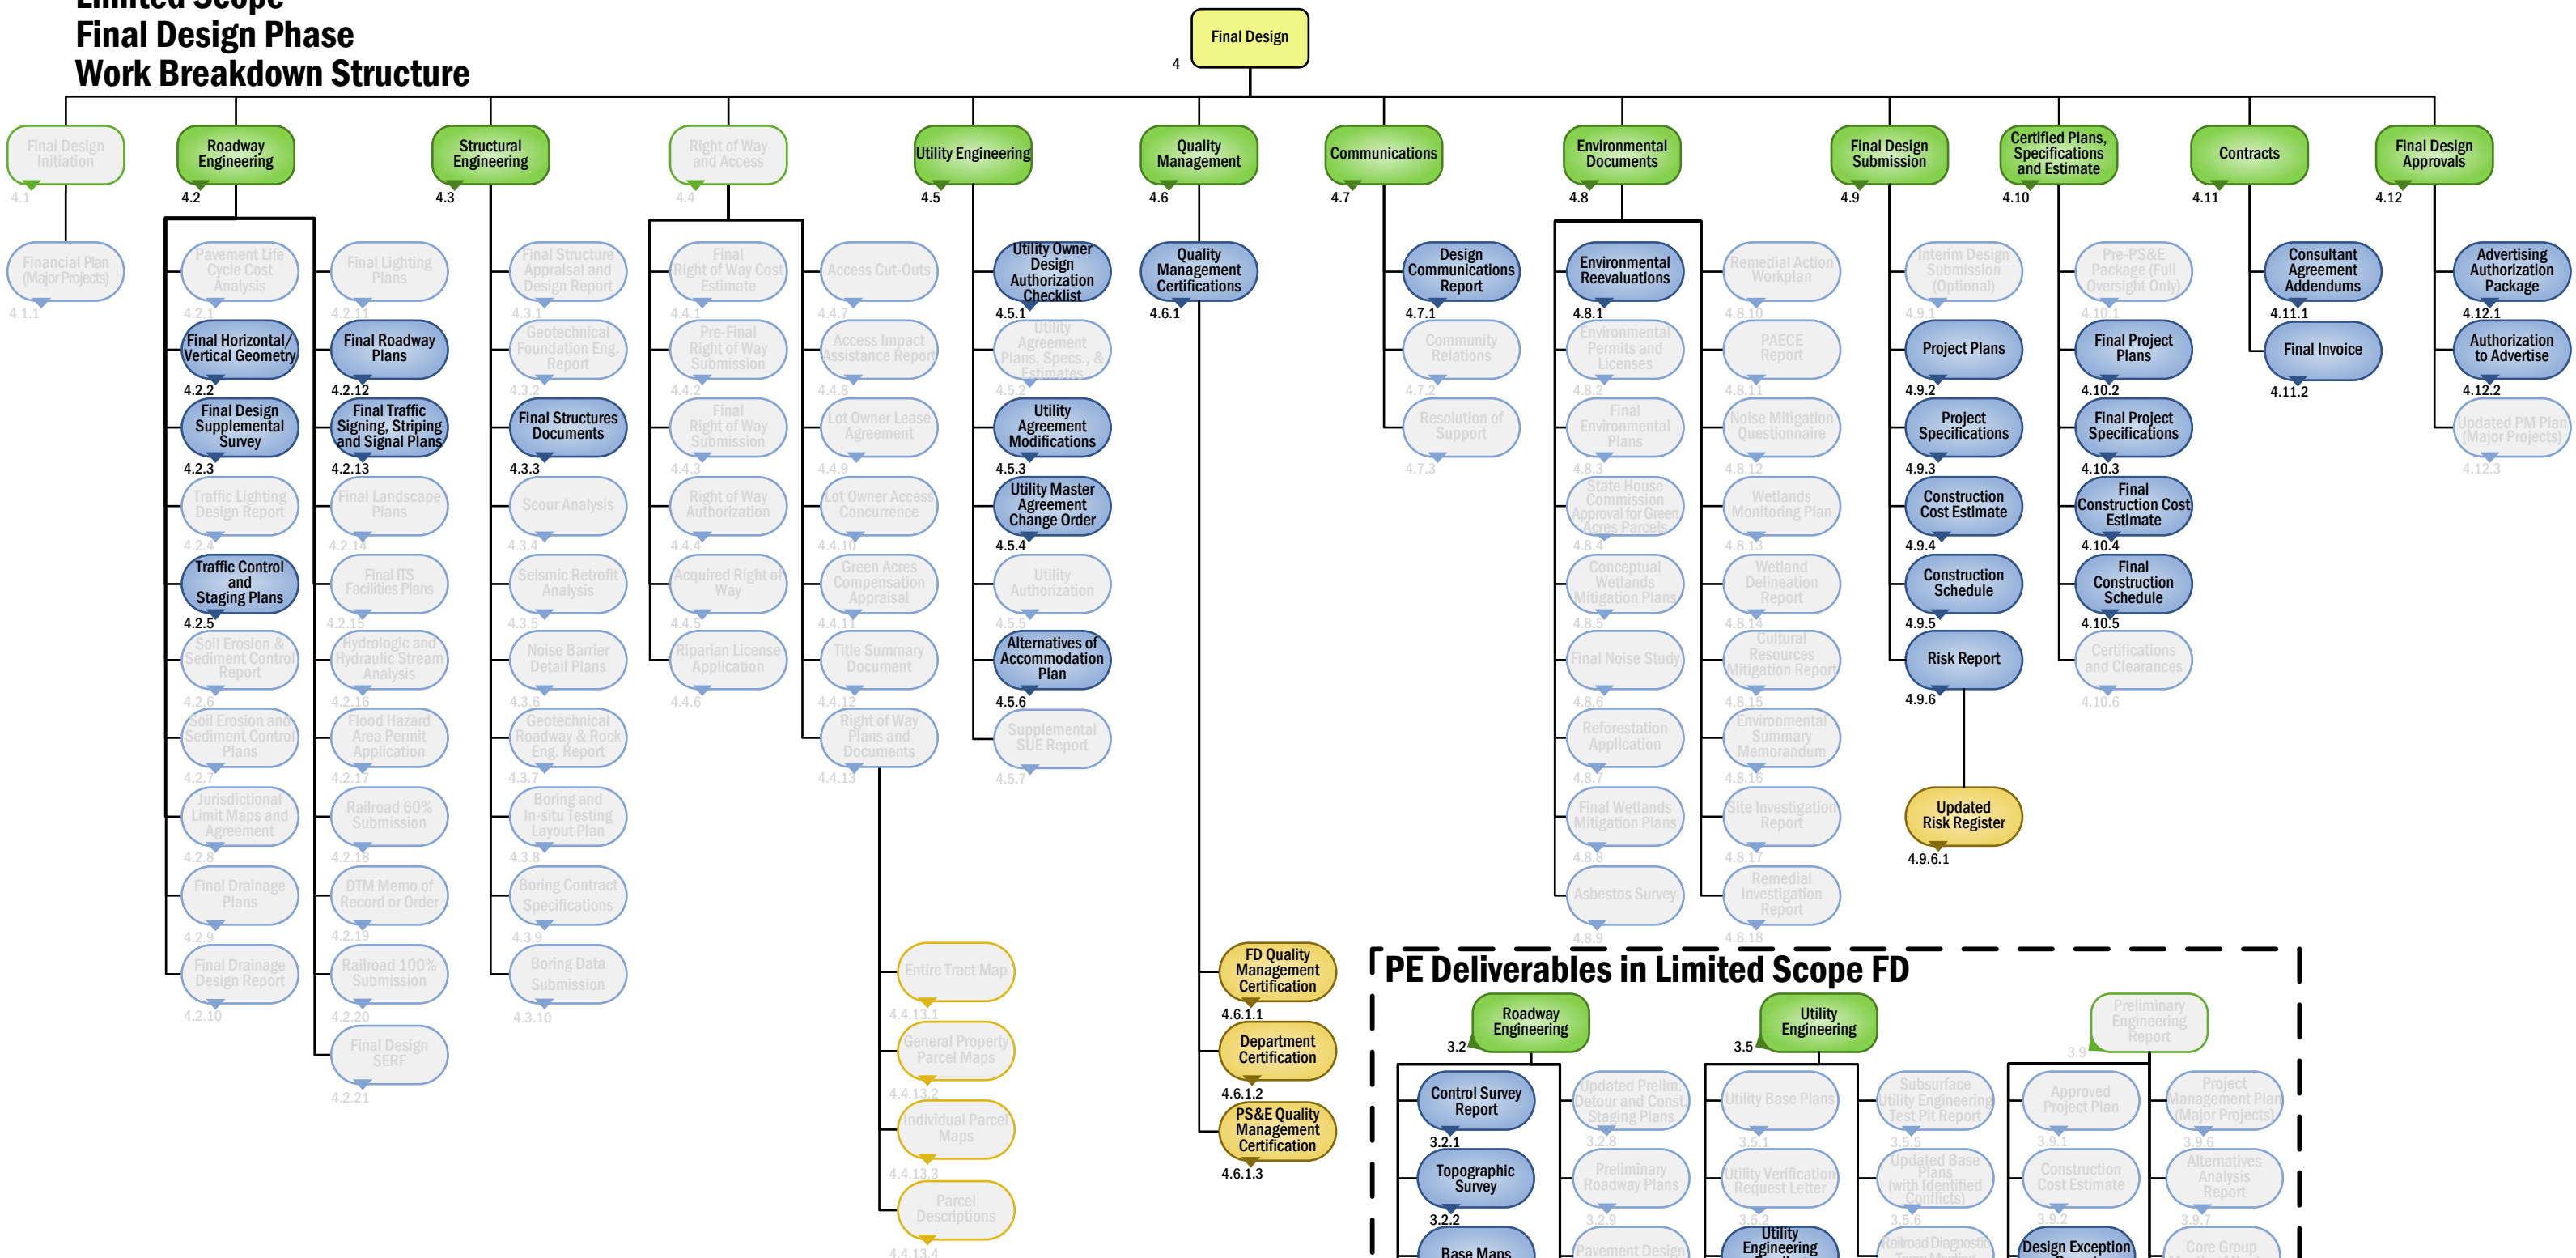 Limited Scope
Final Design Phase
Work Breakdown Structure
Final Design
4
Final Design
Initiation
4.1
Financial Plan
(Major Projects)
4.1.1
Roadway
Engineering
4.2
Pavement Life
Cycle Cost
Analysis
4.2.1
Final Horizontal/
Vertical Geometry
4.2.2
Final Design
Supplemental
Survey
4.2.3
Traffic Lighting
Design Report
4.2.4
Traffic Control
and
Staging Plans
4.2.5
Soil Erosion &
Sediment Control
Report
4.2.6
Soil Erosion and
Sediment Control
Plans
4.2.7
Jurisdictional
Limit Maps and
Agreement
4.2.8
Final Drainage
Plans
4.2.9
Final Drainage
Design Report
4.2.10
Final Lighting
Plans
4.2.11
Final Roadway
Plans
4.2.12
Final Traffic
Signing, Striping
and Signal Plans
4.2.13
Final Landscape
Plans
4.2.14
Final ITS
Facilities Plans
4.2.15
Hydrologic and
Hydraulic Stream
Analysis
4.2.16
Flood Hazard
Area Permit
Application
4.2.17
Railroad 60%
Submission
4.2.18
DTM Memo of
Record or Order
4.2.19
Railroad 100%
Submission
4.2.20
Final Design
SERF
4.2.21
Structural
Engineering
4.3
Final Structure
Appraisal and
Design Report
4.3.1
Geotechnical
Foundation Eng.
Report
4.3.2
Final Structures
Documents
4.3.3
Scour Analysis
4.3.4
Seismic Retrofit
Analysis
4.3.5
Noise Barrier
Detail Plans
4.3.6
Geotechnical
Roadway & Rock
Eng. Report
4.3.7
Boring and
In-situ Testing
Layout Plan
4.3.8
Boring Contract
Specifications
4.3.9
Boring Data
Submission
4.3.10
Right of Way
and Access
4.4
Final
Right of Way Cost
Estimate
4.4.1
Pre-Final
Right of Way
Submission
4.4.2
Final
Right of Way
Submission
4.4.3
Right of Way
Authorization
4.4.4
Acquired Right of
Way
4.4.5
Riparian License
Application
4.4.6
Access Cut-Outs
4.4.7
Access Impact
Assistance Report
4.4.8
Lot Owner Lease
Agreement
4.4.9
Lot Owner Access
Concurrence
4.4.10
Green Acres
Compensation
Appraisal
4.4.11
Title Summary
Document
4.4.12
Right of Way
Plans and
Documents
4.4.13
Entire Tract Map
4.4.13.1
General Property
Parcel Maps
4.4.13.2
Individual Parcel
Maps
4.4.13.3
Parcel
Descriptions
4.4.13.4
Utility Engineering
4.5
Utility Owner
Design
Authorization
Checklist
4.5.1
Utility
Agreement
Plans, Specs., &
Estimates
4.5.2
Utility
Agreement
Modifications
4.5.3
Utility Master
Agreement
Change Order
4.5.4
Utility
Authorization
4.5.5
Alternatives of
Accommodation
Plan
4.5.6
Supplemental
SUE Report
4.5.7
Quality
Management
4.6
Quality
Management
Certifications
4.6.1
FD Quality
Management
Certification
4.6.1.1
Department
Certification
4.6.1.2
PS&E Quality
Management
Certification
4.6.1.3
Communications
4.7
Design
Communications
Report
4.7.1
Community
Relations
4.7.2
Resolution of
Support
4.7.3
Environmental
Documents
4.8
Environmental
Reevaluations
4.8.1
Environmental
Permits and
Licenses
4.8.2
Final
Environmental
Plans
4.8.3
State House
Commission
Approval for Green
Acres Parcels
4.8.4
Conceptual
Wetlands
Mitigation Plans
4.8.5
Final Noise Study
4.8.6
Reforestation
Application
4.8.7
Final Wetlands
Mitigation Plans
4.8.8
Asbestos Survey
4.8.9
Remedial Action
Workplan
4.8.10
PAECE
Report
4.8.11
Noise Mitigation
Questionnaire
4.8.12
Wetlands
Monitoring Plan
4.8.13
Wetland
Delineation
Report
4.8.14
Cultural
Resources
Mitigation Report
4.8.15
Environmental
Summary
Memorandum
4.8.16
Site Investigation
Report
4.8.17
Remedial
Investigation
Report
4.8.18
Final Design
Submission
4.9
Interim Design
Submission
(Optional)
4.9.1
Project Plans
4.9.2
Project
Specifications
4.9.3
Construction
Cost Estimate
4.9.4
Construction
Schedule
4.9.5
Risk Report
4.9.6
Updated
Risk Register
4.9.6.1
Certified Plans,
Specifications
and Estimate
4.10
Pre-PS&E
Package (Full
Oversight Only)
4.10.1
Final Project
Plans
4.10.2
Final Project
Specifications
4.10.3
Final
Construction Cost
Estimate
4.10.4
Final
Construction
Schedule
4.10.5
Certifications
and Clearances
4.10.6
Contracts
4.11
Consultant
Agreement
Addendums
4.11.1
Final Invoice
4.11.2
Final Design
Approvals
4.12
Advertising
Authorization
Package
4.12.1
Authorization
to Advertise
4.12.2
Updated PM Plan
(Major Projects)
4.12.3
PE Deliverables in Limited Scope FD
Roadway
Engineering
3.2
Control Survey
Report
3.2.1
Topographic
Survey
3.2.2
Base Maps
Updated Prelim.
Detour and Const.
Staging Plans
3.2.8
Preliminary
Roadway Plans
3.2.9
Pavement Design
Utility
Engineering
3.5
Utility Base Plans
3.5.1
Utility Verification
Request Letter
3.5.2
Utility
Engineering
Subsurface
Utility Engineering
Test Pit Report
3.5.5
Updated Base
Plans
(with Identified
Conflicts)
3.5.6
Railroad Diagnostic
Preliminary
Engineering
Report
3.9
Approved
Project Plan
3.9.1
Construction
Cost Estimate
3.9.2
Design Exception
Project
Management Plan
(Major Projects)
3.9.6
Alternatives
Analysis
Report
3.9.7
Core Group